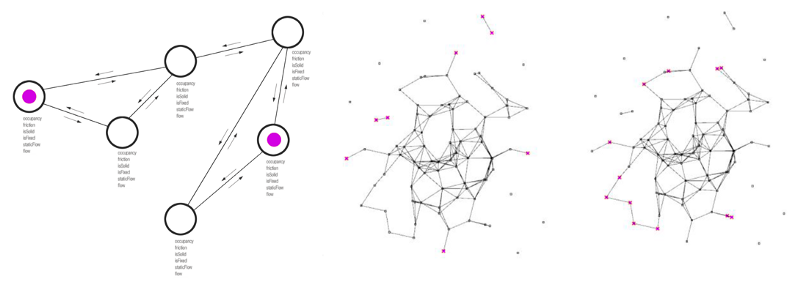 occupancy
friction
isSolid
isFixed
staticFlow
flow
occupancy
friction
isSolid
isFixed
staticFlow
flow
occupancy
friction
isSolid
isFixed
staticFlow
flow
occupancy
friction
isSolid
isFixed
staticFlow
flow
occupancy
friction
isSolid
isFixed
staticFlow
flow
occupancy
friction
isSolid
isFixed
staticFlow
flow